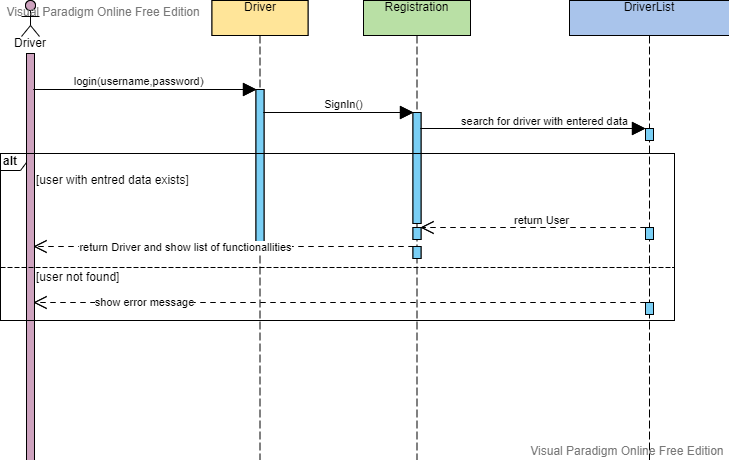 Visual Paradigm Online Free Edition
Driver
Driver
Registration
DriverList
login(username,password)
SignIn()
search for driver with entered data
alt
[user with entred data exists]
return User
return Driver and show list of functionallities
[user not found]
show error message
Visual Paradigm Online Free Edition